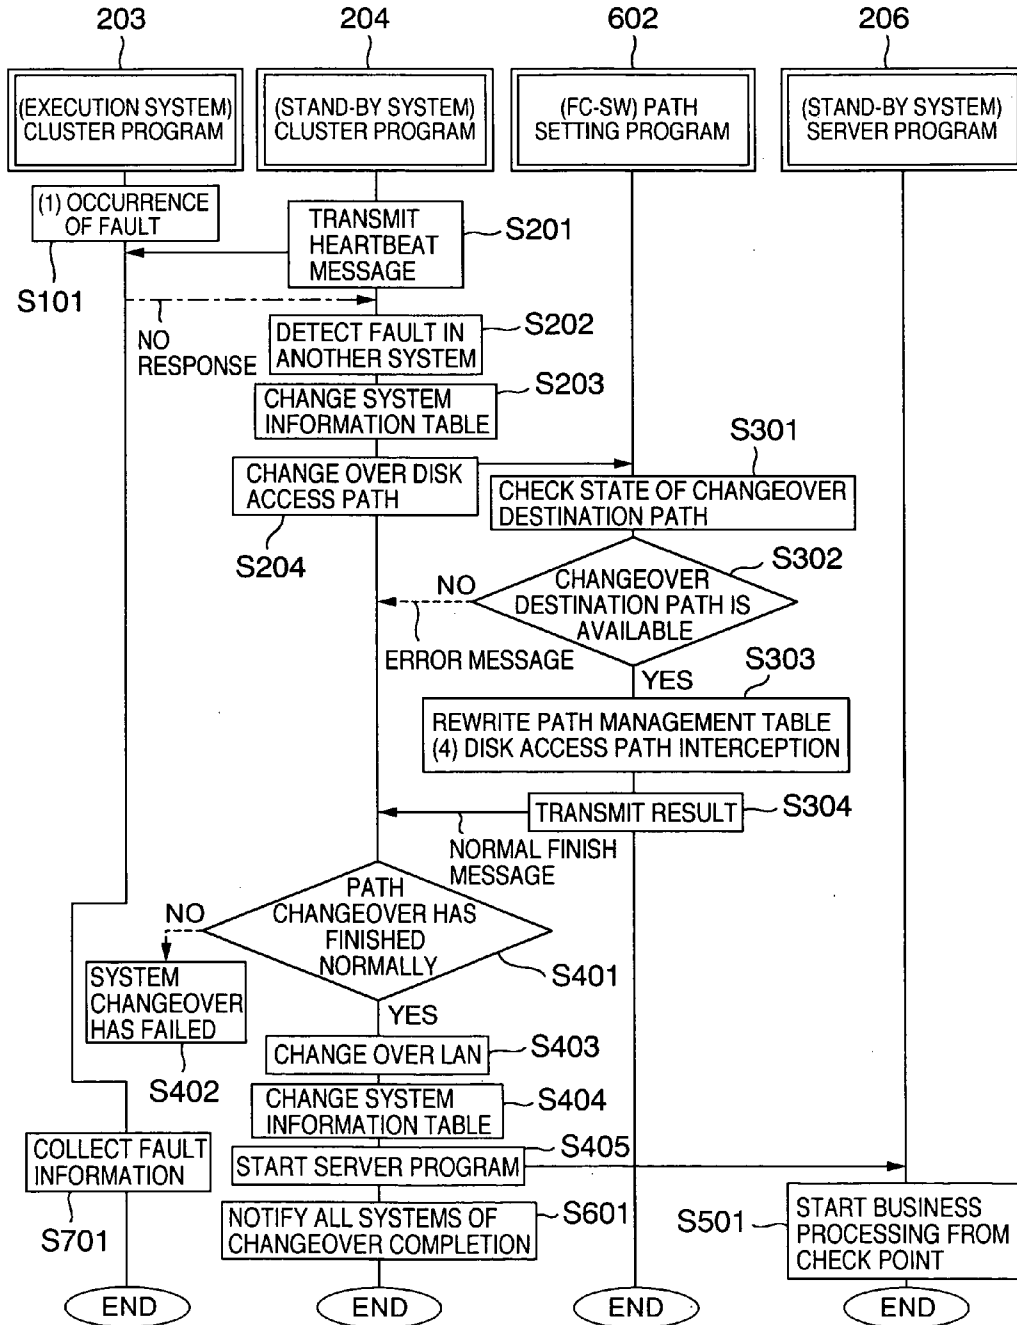 203
204
602
206
(EXECUTION SYSTEM)
CLUSTER PROGRAM
(STAND-BY SYSTEM)
CLUSTER PROGRAM
(FC-SW) PATH
SETTING PROGRAM
(STAND-BY SYSTEM)
SERVER PROGRAM
(1) OCCURRENCE
OF FAULT
S101
TRANSMIT
HEARTBEAT
MESSAGE
S201
NO
RESPONSE
DETECT FAULT IN
ANOTHER SYSTEM
S202
CHANGE SYSTEM
INFORMATION TABLE
S203
CHANGE OVER DISK
ACCESS PATH
S204
S301
CHECK STATE OF CHANGEOVER
DESTINATION PATH
S302
CHANGEOVER
DESTINATION PATH IS
AVAILABLE
NO
ERROR MESSAGE
YES
S303
REWRITE PATH MANAGEMENT TABLE
(4) DISK ACCESS PATH INTERCEPTION
TRANSMIT RESULT
S304
NORMAL FINISH
MESSAGE
PATH
CHANGEOVER HAS
FINISHED
NORMALLY
S401
NO
SYSTEM
CHANGEOVER
HAS FAILED
S402
YES
CHANGE OVER LAN
S403
CHANGE SYSTEM
INFORMATION TABLE
S404
START SERVER PROGRAM
S405
COLLECT FAULT
INFORMATION
S701
NOTIFY ALL SYSTEMS OF
CHANGEOVER COMPLETION
S601
S501
START BUSINESS
PROCESSING FROM
CHECK POINT
END
END
END
END